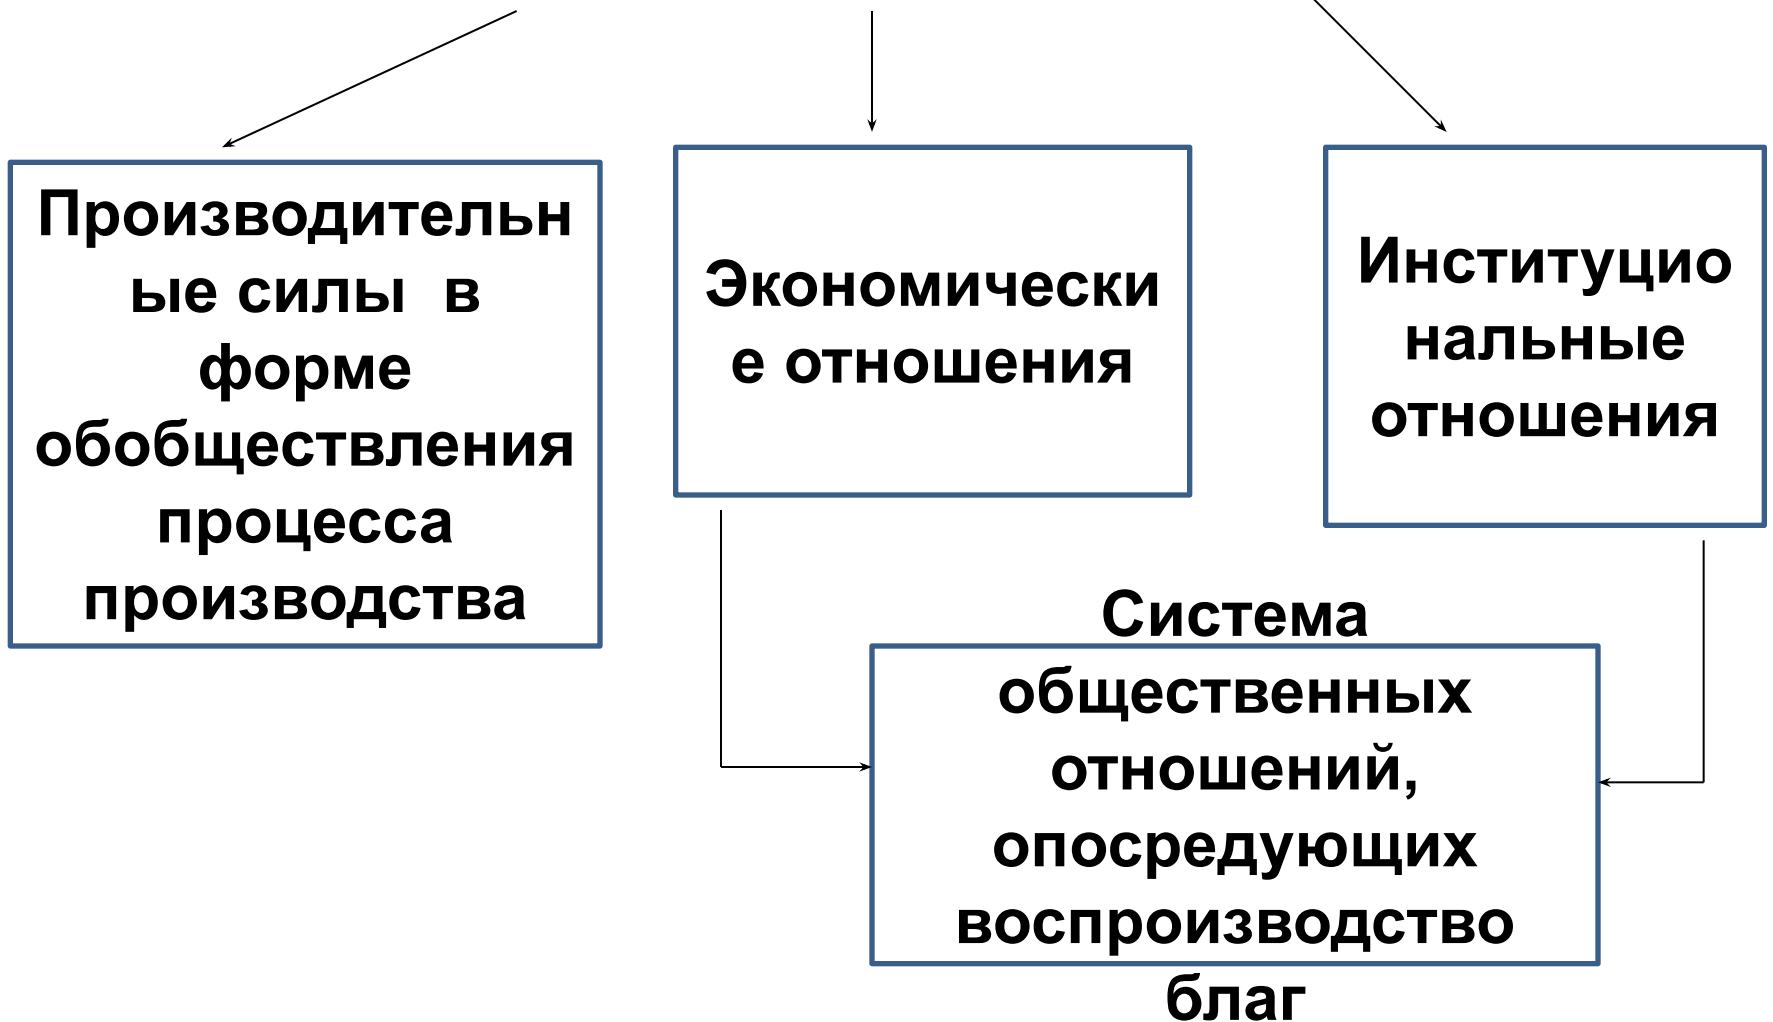 Производительн
ые силы в
форме
обобществления
процесса
производства
Экономически
е отношения
Институцио
нальные
отношения
Система
общественных
отношений,
опосредующих
воспроизводство
благ